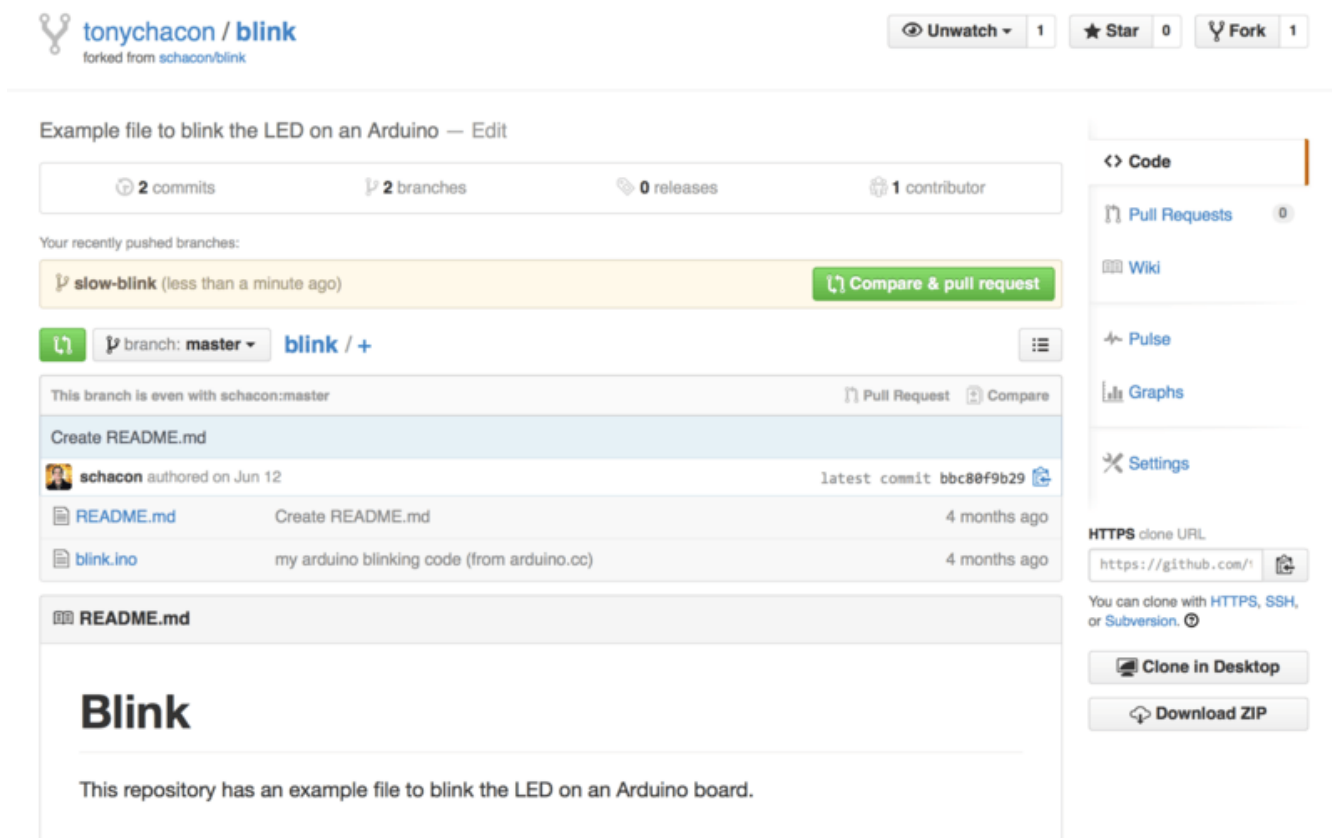 tonychacon / blink
forked from schacon/blink
Unwatch 1 Star 0 Fork 1
Example file to blink the LED on an Arduino — Edit
2 commits 2 branches 0 releases 1 contributor
Your recently pushed branches:
slow-blink (less than a minute ago) Compare & pull request
branch: master blink / +
This branch is even with schacon:master Pull Request Compare
Create README.md
schacon authored on Jun 12 latest commit bbc80f9b29
README.md Create README.md 4 months ago
blink.ino my arduino blinking code (from arduino.cc) 4 months ago
README.md
Blink
This repository has an example file to blink the LED on an Arduino board.
<> Code
Pull Requests 0
Wiki
Pulse
Graphs
Settings
HTTPS clone URL
https://github.com/
You can clone with HTTPS, SSH,
or Subversion.
Clone in Desktop
Download ZIP